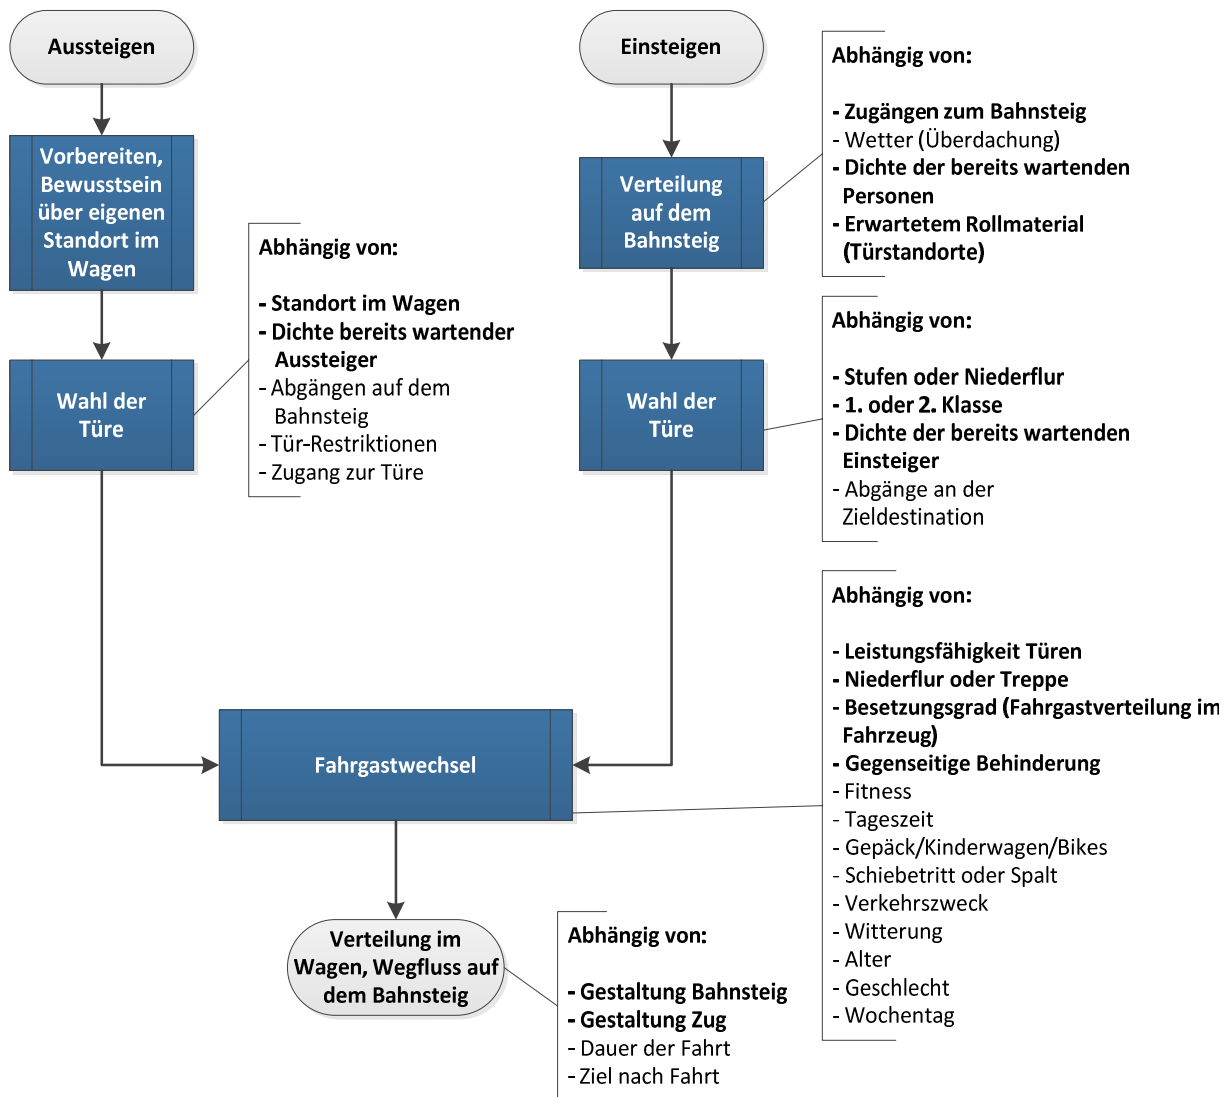 Aussteigen
Vorbereiten,
Bewusstsein
über eigenen
Standort im
Wagen
Wahl der
Türe
Abhängig von:
- Standort im Wagen
- Dichte bereits wartender
Aussteiger
- Abgängen auf dem
Bahnsteig
- Tür-Restriktionen
- Zugang zur Türe
Einsteigen
Verteilung
auf dem
Bahnsteig
Abhängig von:
- Zugängen zum Bahnsteig
- Wetter (Überdachung)
- Dichte der bereits wartenden
Personen
- Erwartetem Rollmaterial
(Türstandorte)
Wahl der
Türe
Abhängig von:
- Stufen oder Niederflur
- 1. oder 2. Klasse
- Dichte der bereits wartenden
Einsteiger
- Abgänge an der
Zieldestination
Fahrgastwechsel
Abhängig von:
- Leistungsfähigkeit Türen
- Niederflur oder Treppe
- Besetzungsgrad (Fahrgastverteilung im
Fahrzeug)
- Gegenseitige Behinderung
- Fitness
- Tageszeit
- Gepäck/Kinderwagen/Bikes
- Schiebetritt oder Spalt
- Verkehrszweck
- Witterung
- Alter
- Geschlecht
- Wochentag
Verteilung im
Wagen, Wegfluss auf
dem Bahnsteig
Abhängig von:
- Gestaltung Bahnsteig
- Gestaltung Zug
- Dauer der Fahrt
- Ziel nach Fahrt